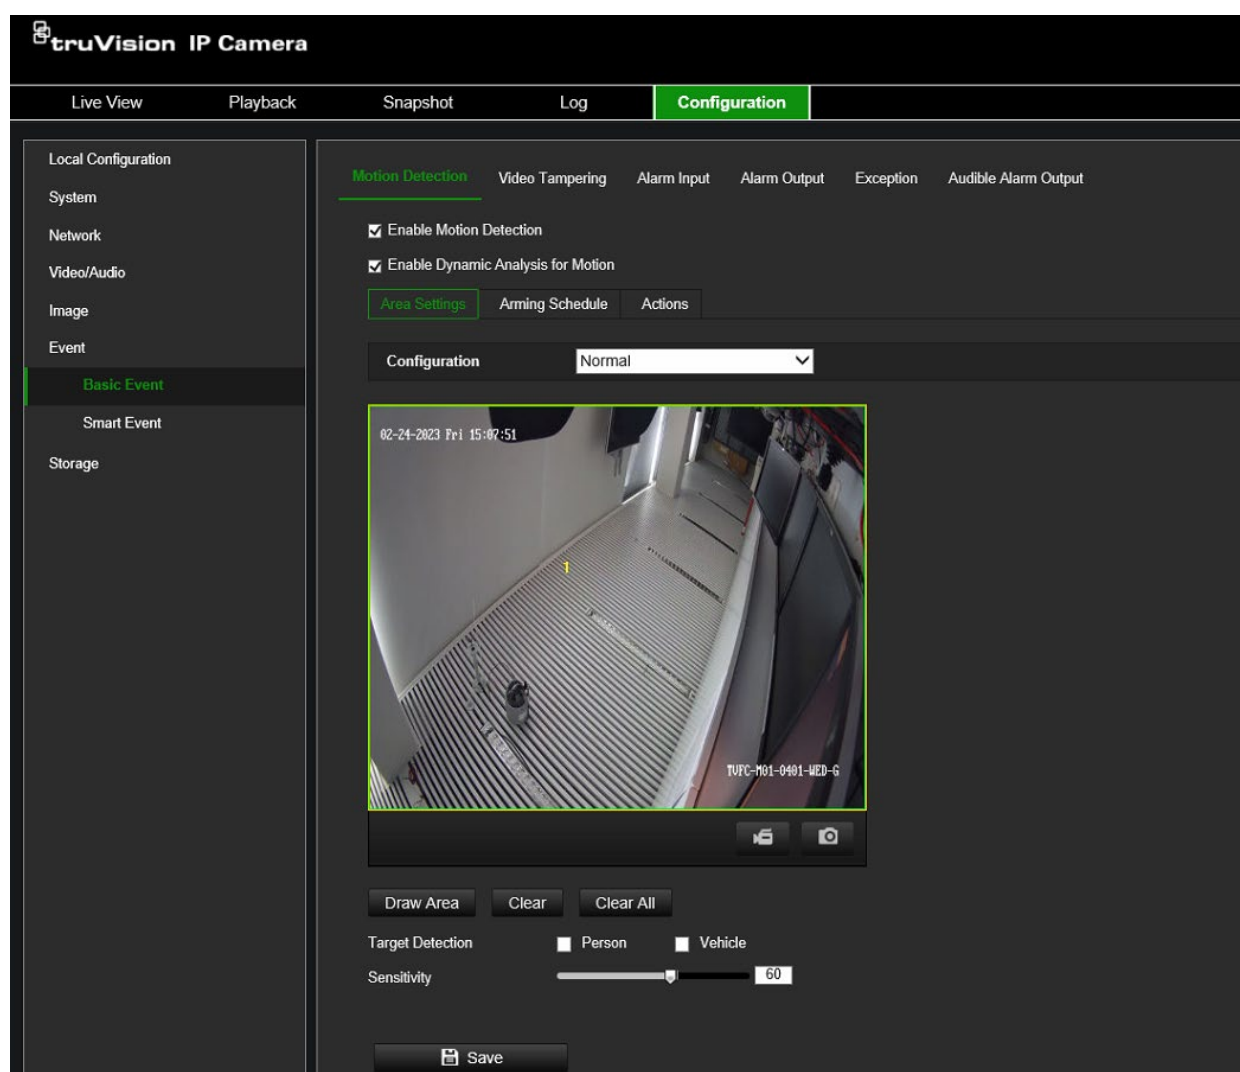 truVision IP Camera
Live View Playback Snapshot Log Configuration
Local Configuration
System
Network
Video/Audio
Image
Event
Basic Event
Smart Event
Storage
Motion Detection Video Tampering Alarm Input Alarm Output Exception Audible Alarm Output
Enable Motion Detection
Enable Dynamic Analysis for Motion
Area Settings Arming Schedule Actions
Configuration Normal
02-24-2023 Fri 15:07:51
1
TVFC-M01-0401-WED-G
Draw Area Clear Clear All
Target Detection Person Vehicle
Sensitivity 60
Save